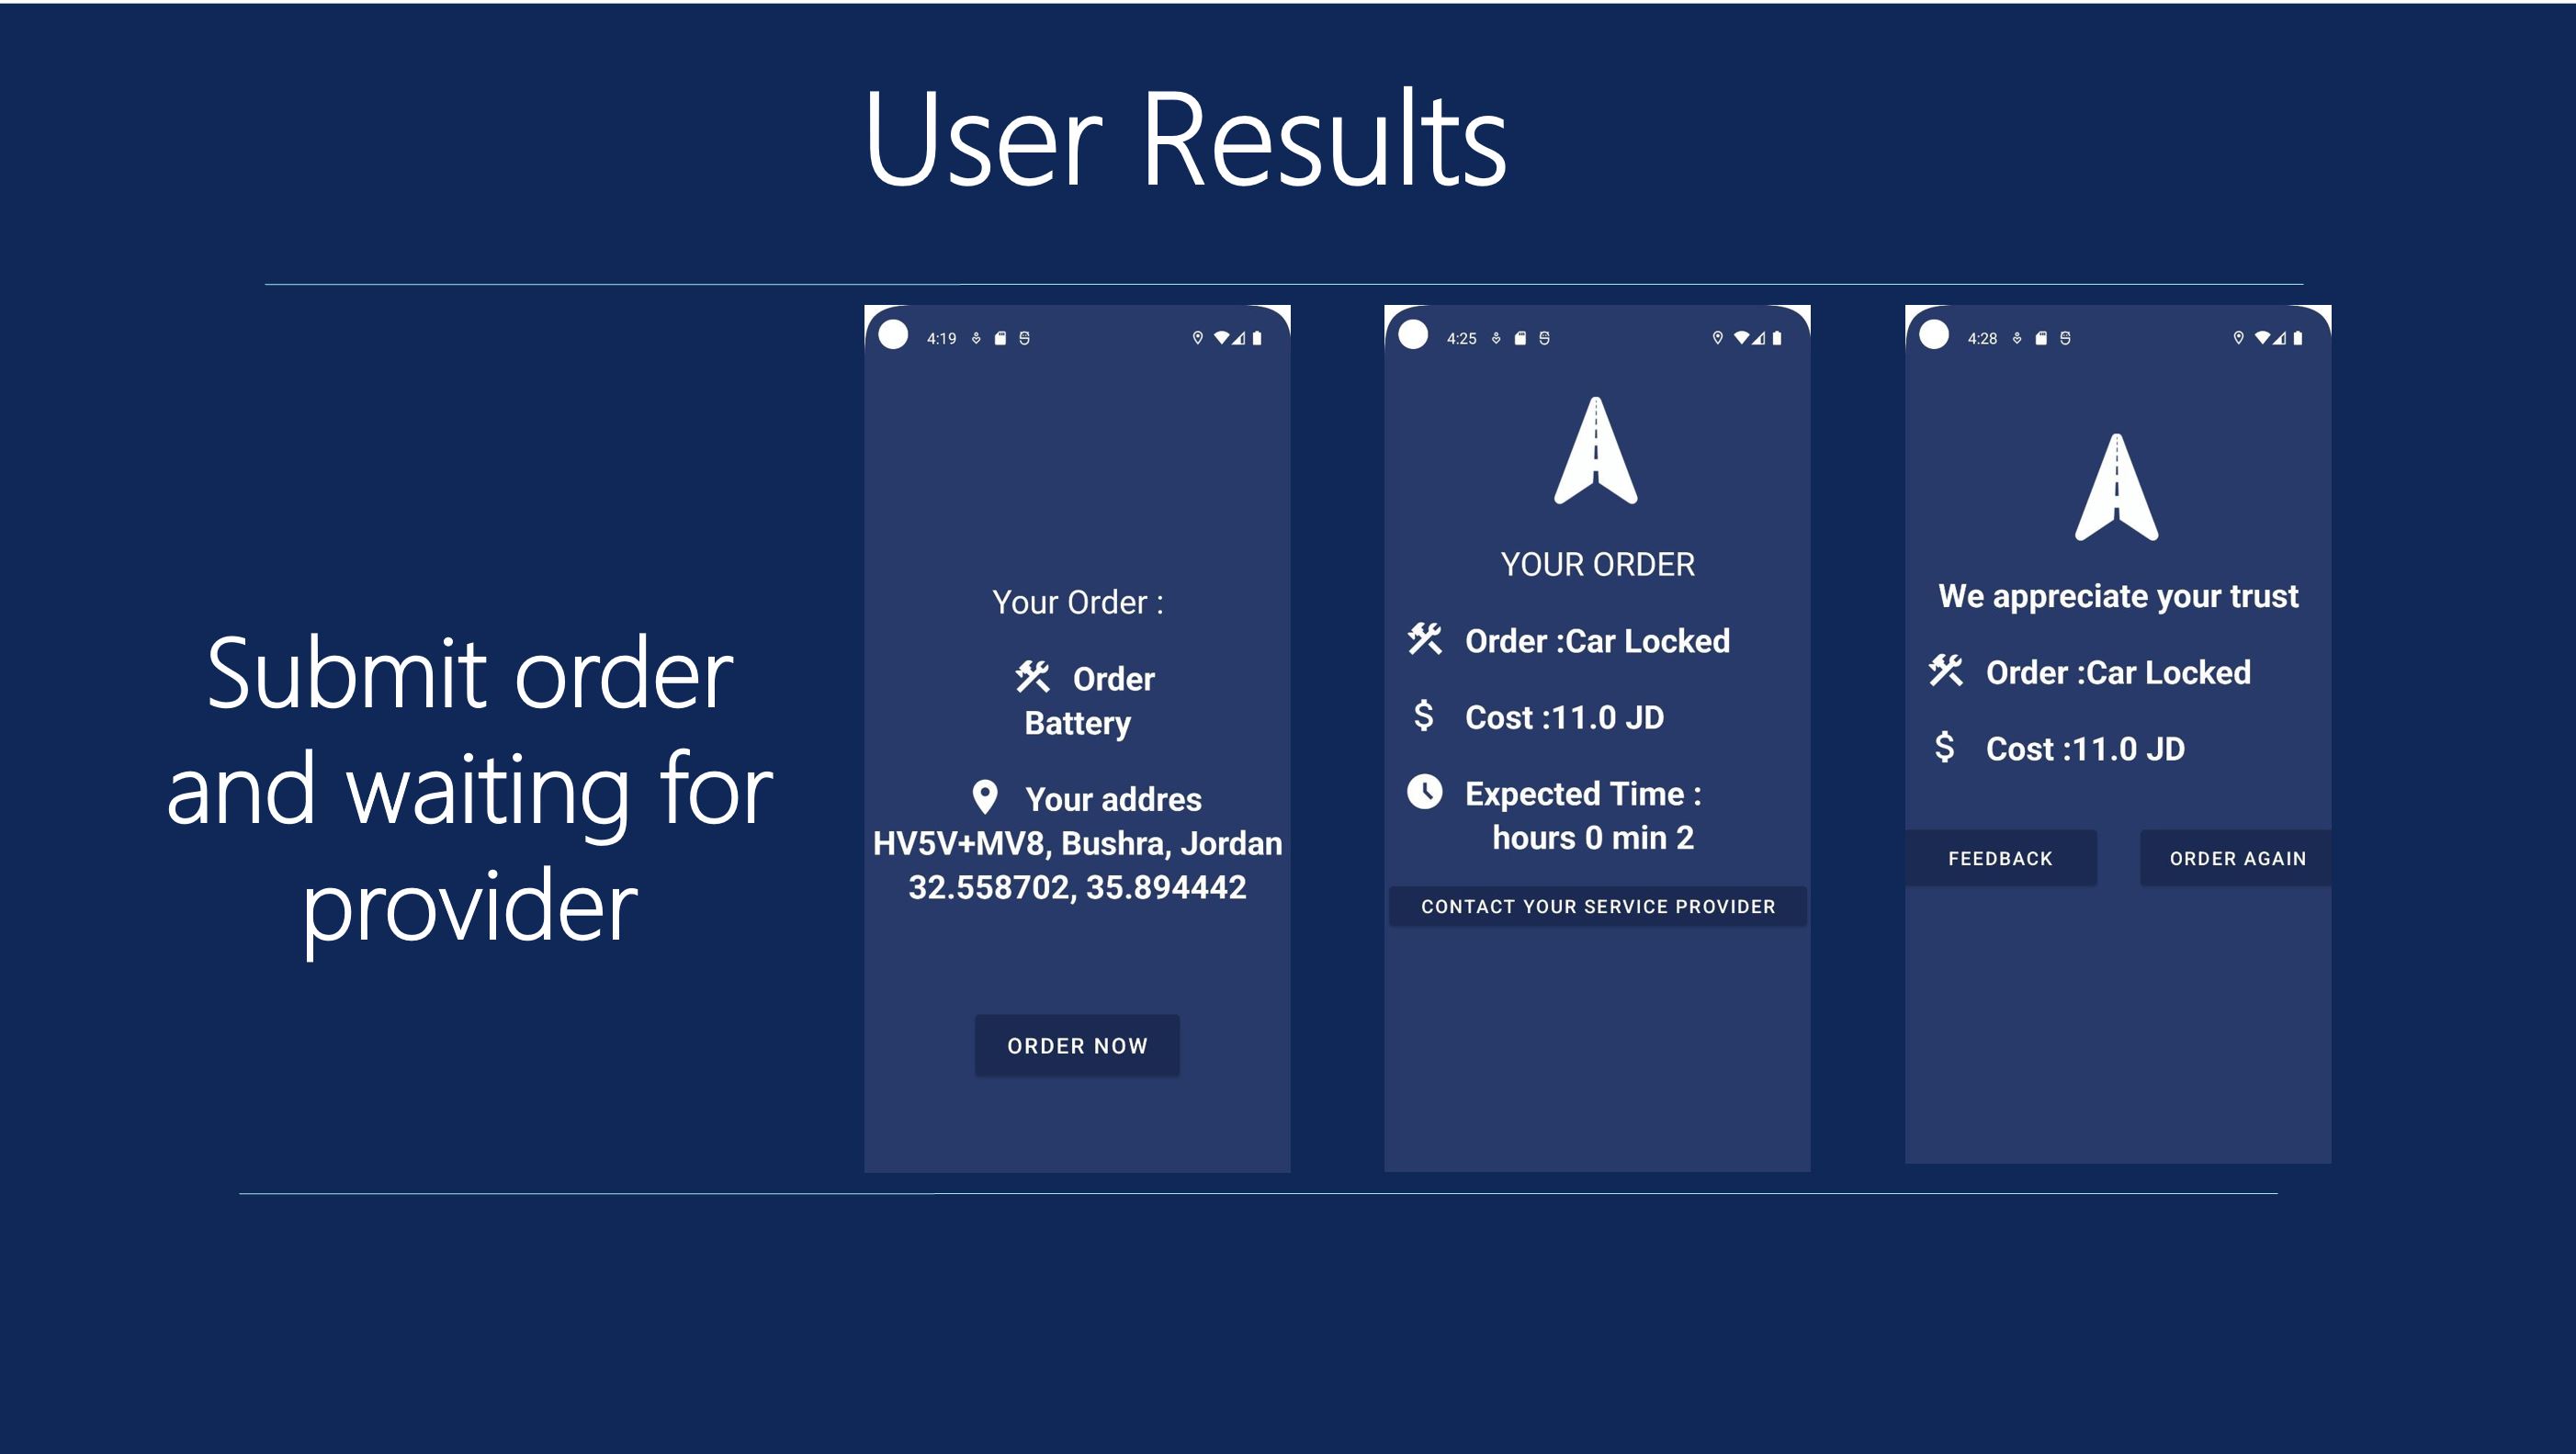 User Results
Submit order
and waiting for
provider
4:19
Your Order :
Order
Battery
Your addres
HV5V+MV8, Bushra, Jordan
32.558702, 35.894442
ORDER NOW
4:25
YOUR ORDER
Order :Car Locked
$ Cost :11.0 JD
Expected Time :
hours 0 min 2
CONTACT YOUR SERVICE PROVIDER
4:28
We appreciate your trust
Order :Car Locked
$ Cost :11.0 JD
FEEDBACK
ORDER AGAIN